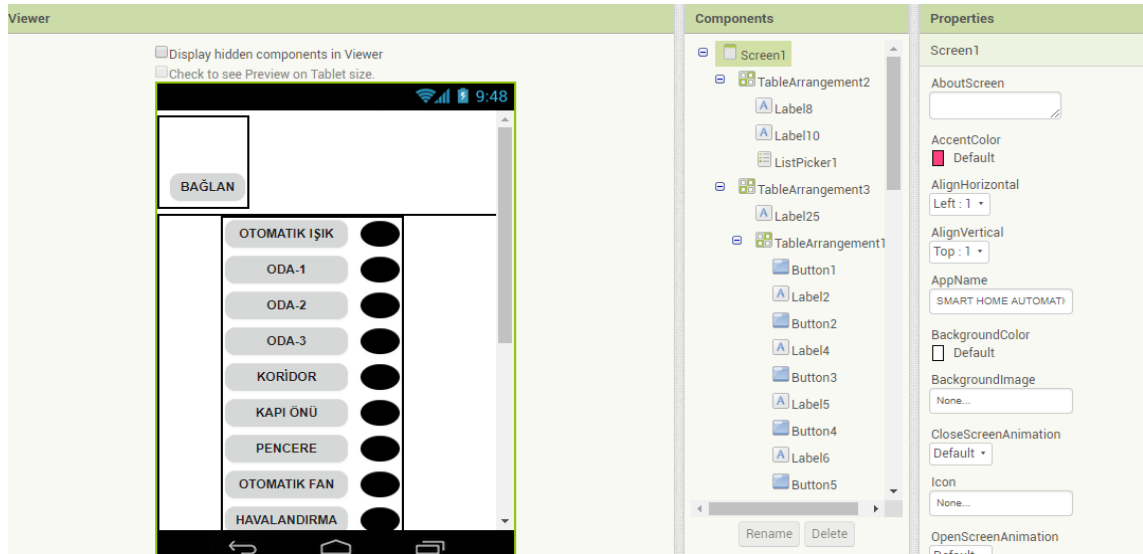 Viewer
Display hidden components in Viewer
Check to see Preview on Tablet size.
9:48
BAĞLAN
OTOMATIK IŞIK
ODA-1
ODA-2
ODA-3
KORİDOR
KAPI ÖNÜ
PENCERE
OTOMATIK FAN
HAVALANDIRMA
Components
Screen1
TableArrangement2
Label8
Label10
ListPicker1
TableArrangement3
Label25
TableArrangement1
Button1
Label2
Button2
Label4
Button3
Label5
Button4
Label6
Button5
Rename Delete
Properties
Screen1
AboutScreen
AccentColor
Default
AlignHorizontal
Left : 1
AlignVertical
Top : 1
AppName
SMART HOME AUTOMATI
BackgroundColor
Default
BackgroundImage
None...
CloseScreenAnimation
Default
Icon
None...
OpenScreenAnimation
Default